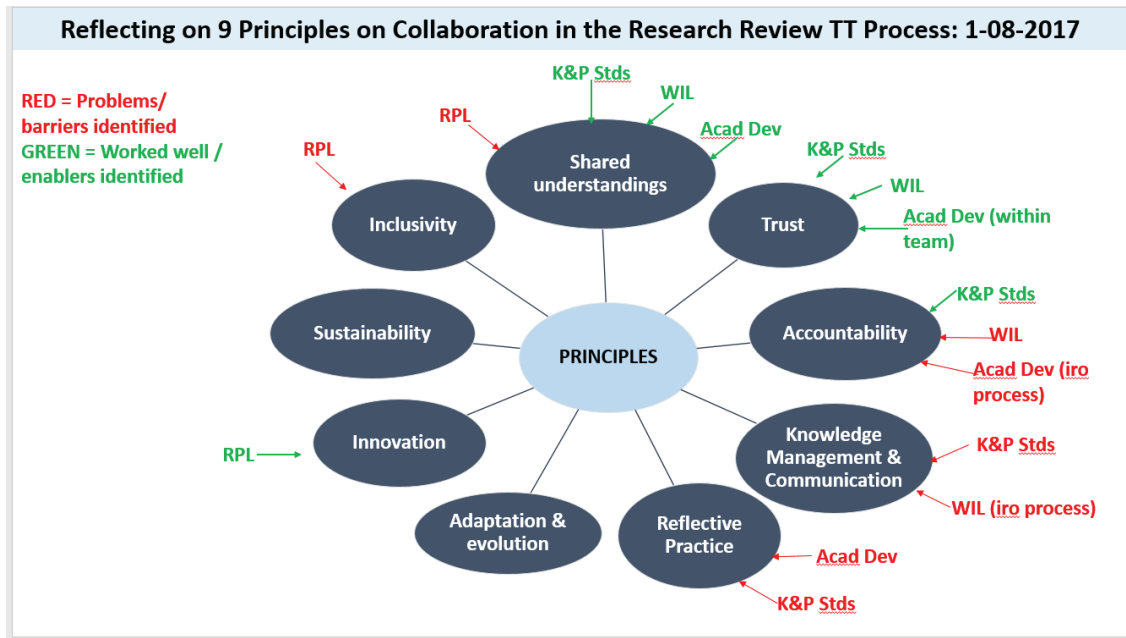 Reflecting on 9 Principles on Collaboration in the Research Review TT Process: 1-08-2017
RED = Problems/
barriers identified
GREEN = Worked well /
enablers identified
K&P Stds
WIL
RPL
Acad Dev
Shared
understandings
RPL
Inclusivity
K&P Stds
WIL
Acad Dev (within
team)
Trust
Sustainability
PRINCIPLES
K&P Stds
Accountability
WIL
Acad Dev (iro
process)
RPL
Innovation
Knowledge
Management &
Communication
K&P Stds
WIL (iro process)
Adaptation &
evolution
Reflective
Practice
Acad Dev
K&P Stds